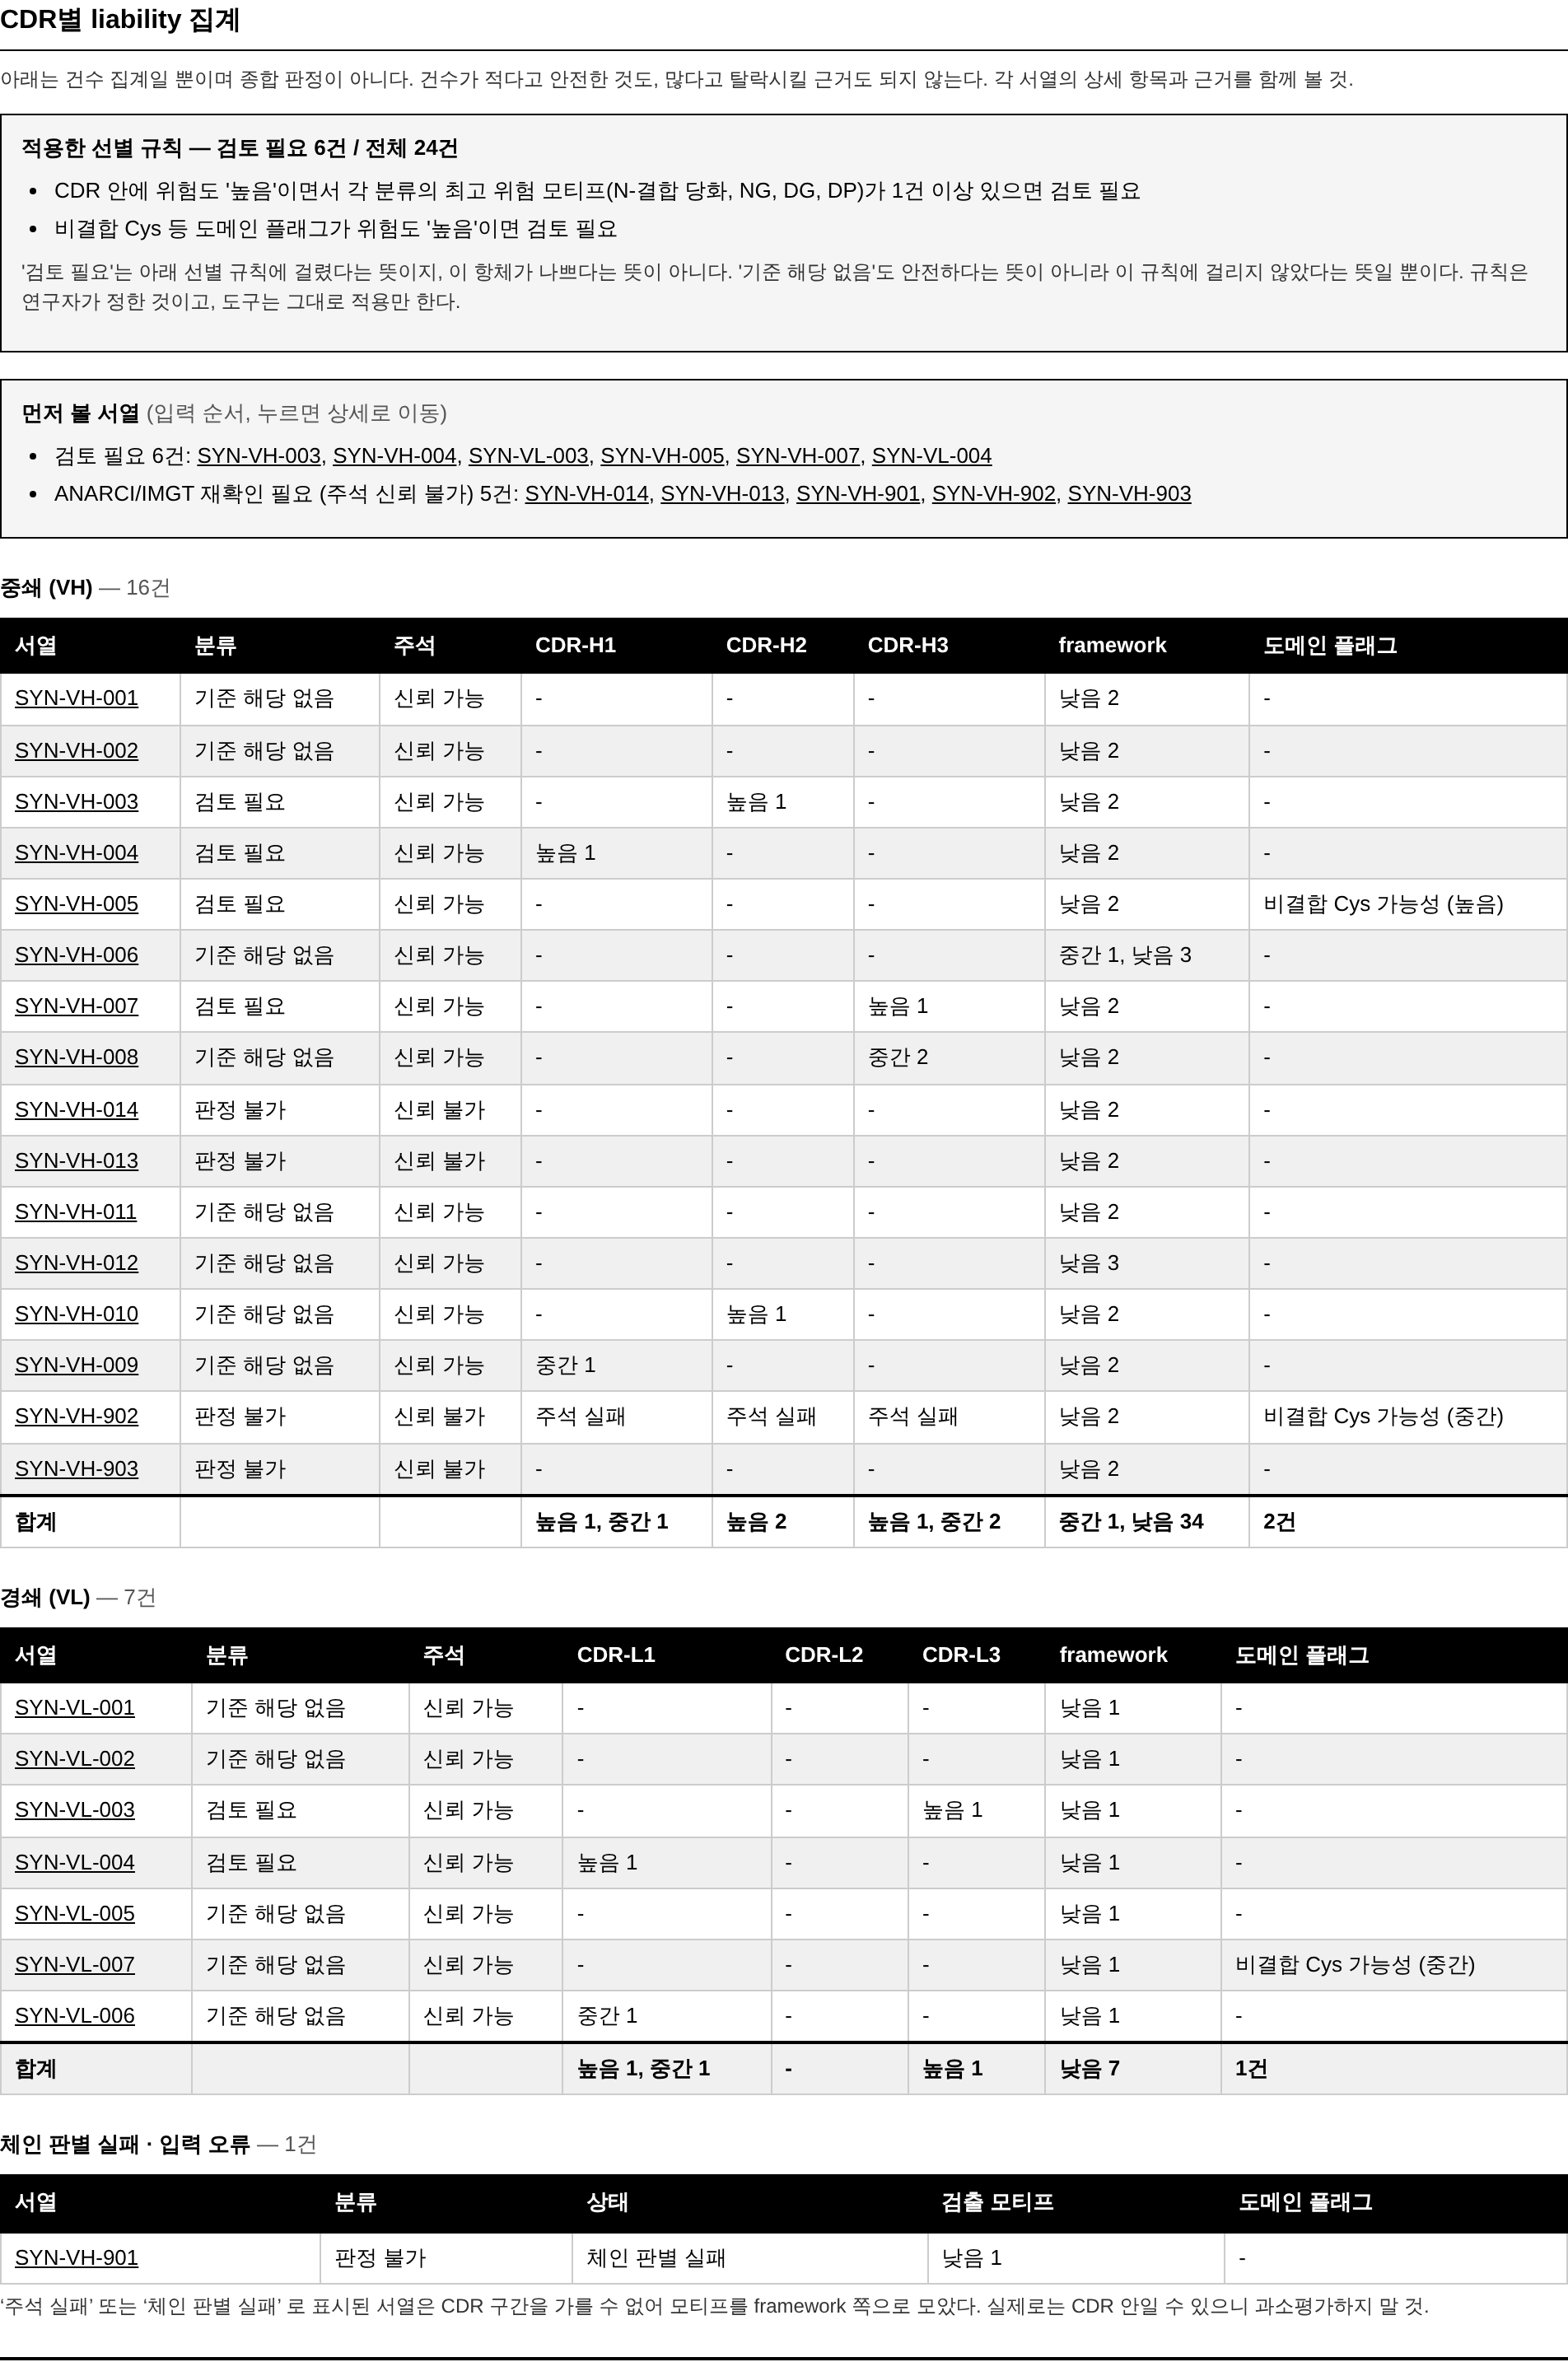 CDR별 liability 집계
아래는 건수 집계일 뿐이며 종합 판정이 아니다. 건수가 적다고 안전한 것도, 많다고 탈락시킬 근거도 되지 않는다. 각 서열의 상세 항목과 근거를 함께 볼 것.
적용한 선별 규칙 — 검토 필요 6건 / 전체 24건
• CDR 안에 위험도 '높음'이면서 각 분류의 최고 위험 모티프(N-결합 당화, NG, DG, DP)가 1건 이상 있으면 검토 필요
• 비결합 Cys 등 도메인 플래그가 위험도 '높음'이면 검토 필요
'검토 필요'는 아래 선별 규칙에 걸렸다는 뜻이지, 이 항체가 나쁘다는 뜻이 아니다. '기준 해당 없음'도 안전하다는 뜻이 아니라 이 규칙에 걸리지 않았다는 뜻일 뿐이다. 규칙은
연구자가 정한 것이고, 도구는 그대로 적용만 한다.
먼저 볼 서열 (입력 순서, 누르면 상세로 이동)
• 검토 필요 6건: SYN-VH-003, SYN-VH-004, SYN-VL-003, SYN-VH-005, SYN-VH-007, SYN-VL-004
• ANARCI/IMGT 재확인 필요 (주석 신뢰 불가) 5건: SYN-VH-014, SYN-VH-013, SYN-VH-901, SYN-VH-902, SYN-VH-903
중쇄 (VH) — 16건
서열 분류 주석 CDR-H1 CDR-H2 CDR-H3 framework 도메인 플래그
SYN-VH-001 기준 해당 없음 신뢰 가능 - - - 낮음 2 -
SYN-VH-002 기준 해당 없음 신뢰 가능 - - - 낮음 2 -
SYN-VH-003 검토 필요 신뢰 가능 - 높음 1 - 낮음 2 -
SYN-VH-004 검토 필요 신뢰 가능 높음 1 - - 낮음 2 -
SYN-VH-005 검토 필요 신뢰 가능 - - - 낮음 2 비결합 Cys 가능성 (높음)
SYN-VH-006 기준 해당 없음 신뢰 가능 - - - 중간 1, 낮음 3 -
SYN-VH-007 검토 필요 신뢰 가능 - - 높음 1 낮음 2 -
SYN-VH-008 기준 해당 없음 신뢰 가능 - - 중간 2 낮음 2 -
SYN-VH-014 판정 불가 신뢰 불가 - - - 낮음 2 -
SYN-VH-013 판정 불가 신뢰 불가 - - - 낮음 2 -
SYN-VH-011 기준 해당 없음 신뢰 가능 - - - 낮음 2 -
SYN-VH-012 기준 해당 없음 신뢰 가능 - - - 낮음 3 -
SYN-VH-010 기준 해당 없음 신뢰 가능 - 높음 1 - 낮음 2 -
SYN-VH-009 기준 해당 없음 신뢰 가능 중간 1 - - 낮음 2 -
SYN-VH-902 판정 불가 신뢰 불가 주석 실패 주석 실패 주석 실패 낮음 2 비결합 Cys 가능성 (중간)
SYN-VH-903 판정 불가 신뢰 불가 - - - 낮음 2 -
합계 높음 1, 중간 1 높음 2 높음 1, 중간 2 중간 1, 낮음 34 2건
경쇄 (VL) — 7건
서열 분류 주석 CDR-L1 CDR-L2 CDR-L3 framework 도메인 플래그
SYN-VL-001 기준 해당 없음 신뢰 가능 - - - 낮음 1 -
SYN-VL-002 기준 해당 없음 신뢰 가능 - - - 낮음 1 -
SYN-VL-003 검토 필요 신뢰 가능 - - 높음 1 낮음 1 -
SYN-VL-004 검토 필요 신뢰 가능 높음 1 - - 낮음 1 -
SYN-VL-005 기준 해당 없음 신뢰 가능 - - - 낮음 1 -
SYN-VL-007 기준 해당 없음 신뢰 가능 - - - 낮음 1 비결합 Cys 가능성 (중간)
SYN-VL-006 기준 해당 없음 신뢰 가능 중간 1 - - 낮음 1 -
합계 높음 1, 중간 1 - 높음 1 낮음 7 1건
체인 판별 실패 · 입력 오류 — 1건
서열 분류 상태 검출 모티프 도메인 플래그
SYN-VH-901 판정 불가 체인 판별 실패 낮음 1 -
‘주석 실패’ 또는 ‘체인 판별 실패’ 로 표시된 서열은 CDR 구간을 가를 수 없어 모티프를 framework 쪽으로 모았다. 실제로는 CDR 안일 수 있으니 과소평가하지 말 것.